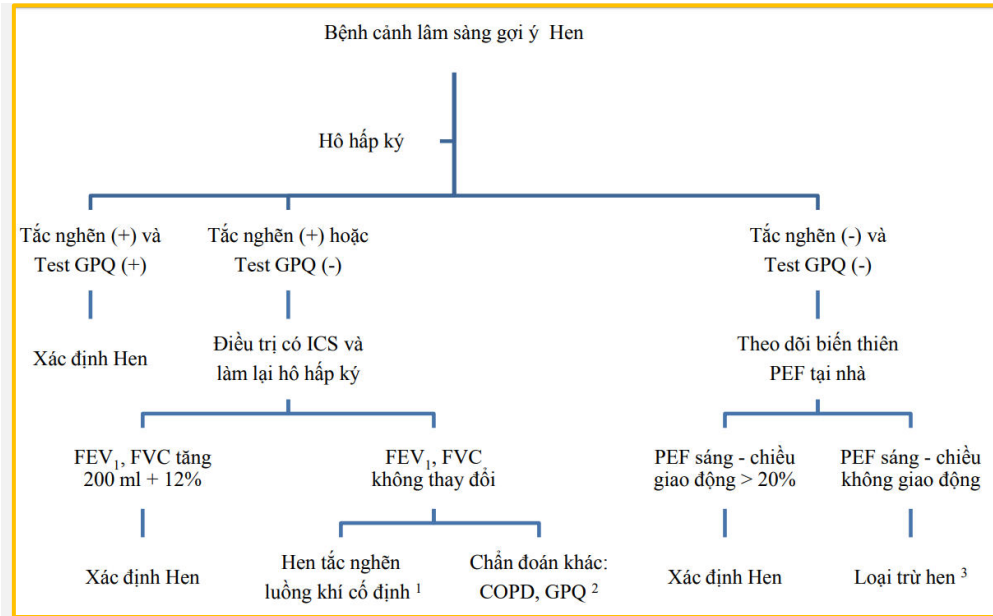 Bệnh cảnh lâm sàng gợi ý Hen
Hô hấp ký
Tắc nghẽn (+) và
Test GPQ (+)
Tắc nghẽn (+) hoặc
Test GPQ (-)
Tắc nghẽn (-) và
Test GPQ (-)
Xác định Hen
Điều trị có ICS và
làm lại hô hấp ký
Theo dõi biến thiên
PEF tại nhà
FEV₁, FVC tăng
200 ml + 12%
FEV₁, FVC
không thay đổi
PEF sáng - chiều
giao động > 20%
PEF sáng - chiều
không giao động
Xác định Hen
Hen tắc nghẽn
luồng khí cố định ¹
Chẩn đoán khác:
COPD, GPQ ²
Xác định Hen
Loại trừ hen ³